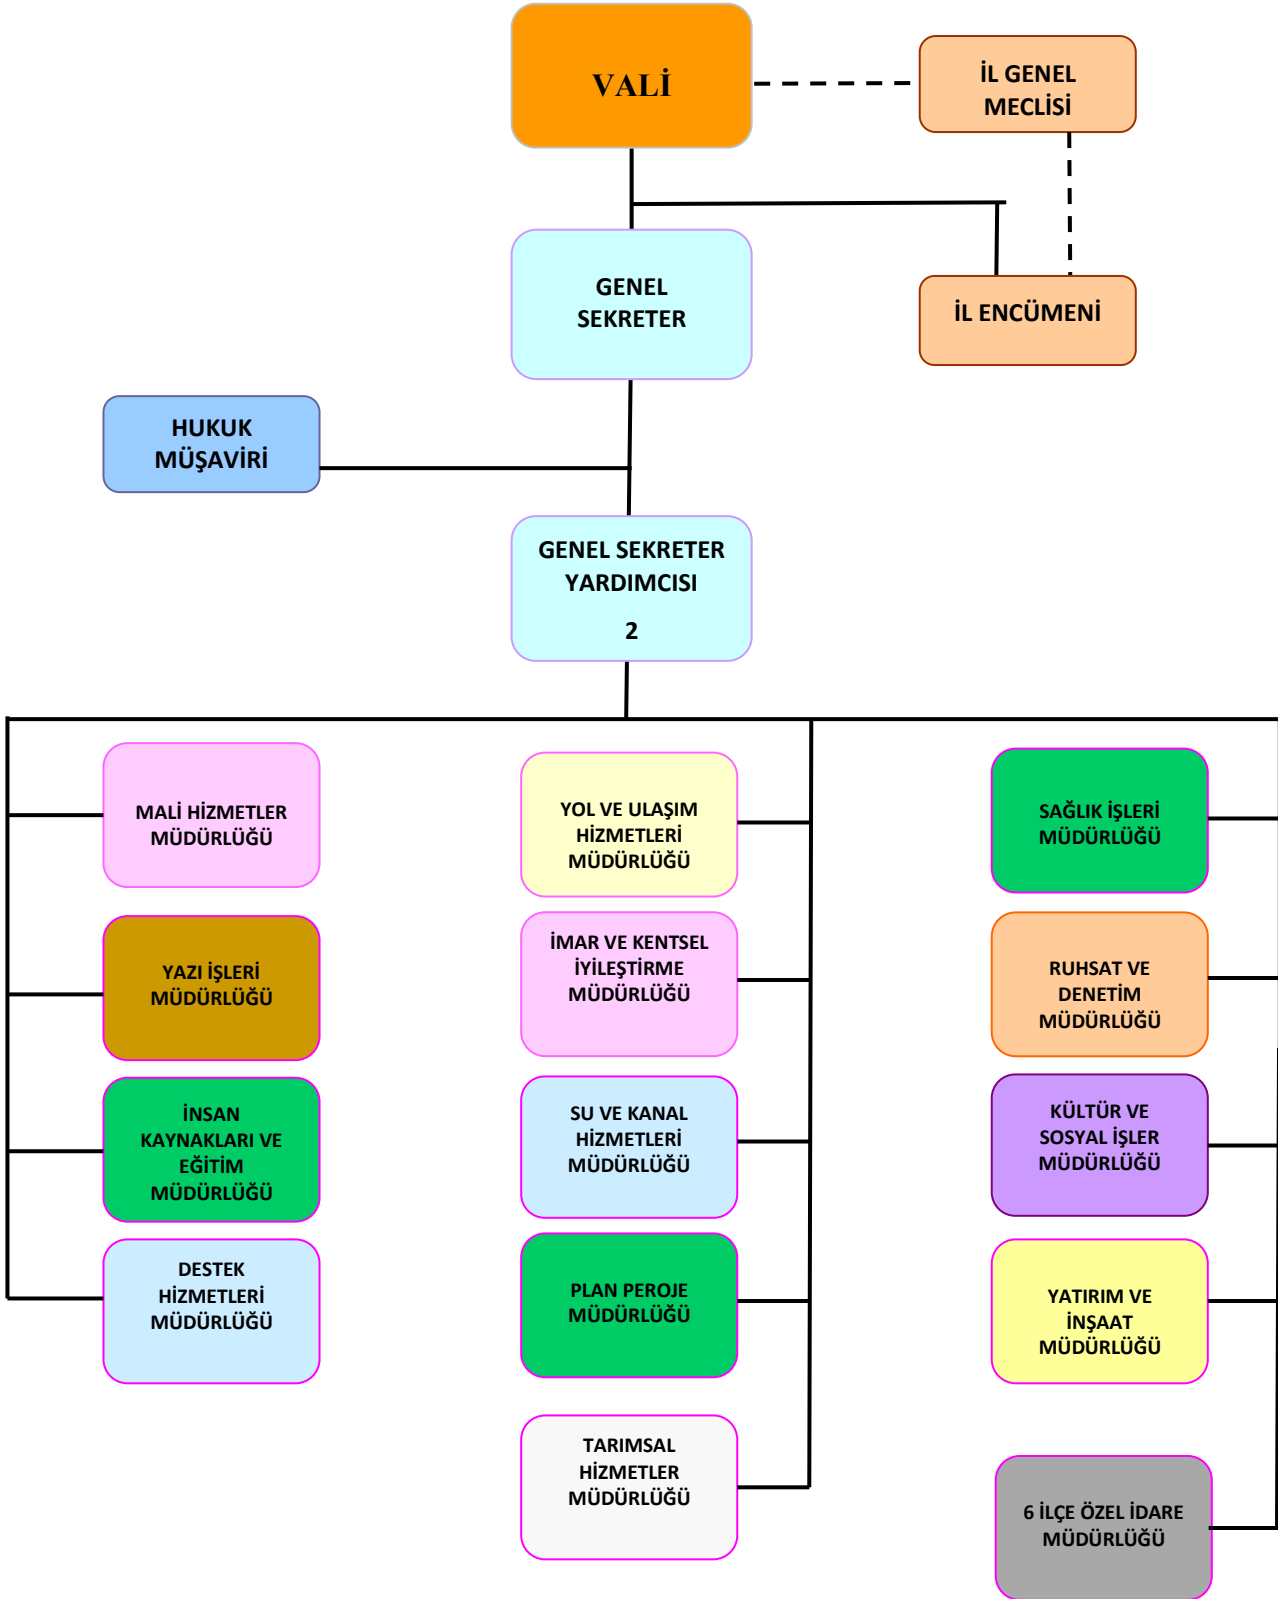 VALİ
İL GENEL
MECLİSİ
GENEL
SEKRETER
İL ENCÜMENİ
HUKUK
MÜŞAVİRİ
GENEL SEKRETER
YARDIMCISI
2
MALİ HİZMETLER
MÜDÜRLÜĞÜ
YAZI İŞLERİ
MÜDÜRLÜĞÜ
İNSAN
KAYNAKLARI VE
EĞİTİM
MÜDÜRLÜĞÜ
DESTEK
HİZMETLERİ
MÜDÜRLÜĞÜ
YOL VE ULAŞIM
HİZMETLERİ
MÜDÜRLÜĞÜ
İMAR VE KENTSEL
İYİLEŞTİRME
MÜDÜRLÜĞÜ
SU VE KANAL
HİZMETLERİ
MÜDÜRLÜĞÜ
PLAN PEROJE
MÜDÜRLÜĞÜ
TARIMSAL
HİZMETLER
MÜDÜRLÜĞÜ
SAĞLIK İŞLERİ
MÜDÜRLÜĞÜ
RUHSAT VE
DENETİM
MÜDÜRLÜĞÜ
KÜLTÜR VE
SOSYAL İŞLER
MÜDÜRLÜĞÜ
YATIRIM VE
İNŞAAT
MÜDÜRLÜĞÜ
6 İLÇE ÖZEL İDARE
MÜDÜRLÜĞÜ